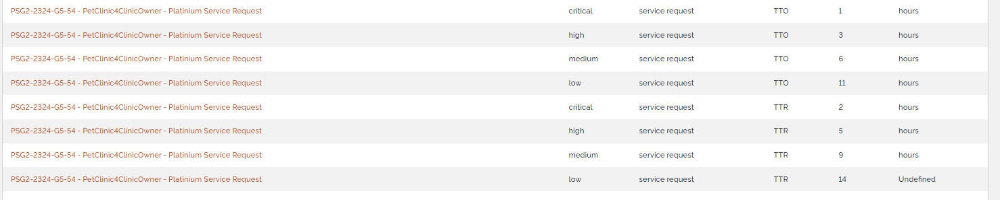 PSG2-2324-G5-54 - PetClinic4ClinicOwner - Platinium Service Request critical service request TTO 1 hours
PSG2-2324-G5-54 - PetClinic4ClinicOwner - Platinium Service Request high service request TTO 3 hours
PSG2-2324-G5-54 - PetClinic4ClinicOwner - Platinium Service Request medium service request TTO 6 hours
PSG2-2324-G5-54 - PetClinic4ClinicOwner - Platinium Service Request low service request TTO 11 hours
PSG2-2324-G5-54 - PetClinic4ClinicOwner - Platinium Service Request critical service request TTR 2 hours
PSG2-2324-G5-54 - PetClinic4ClinicOwner - Platinium Service Request high service request TTR 5 hours
PSG2-2324-G5-54 - PetClinic4ClinicOwner - Platinium Service Request medium service request TTR 9 hours
PSG2-2324-G5-54 - PetClinic4ClinicOwner - Platinium Service Request low service request TTR 14 Undefined